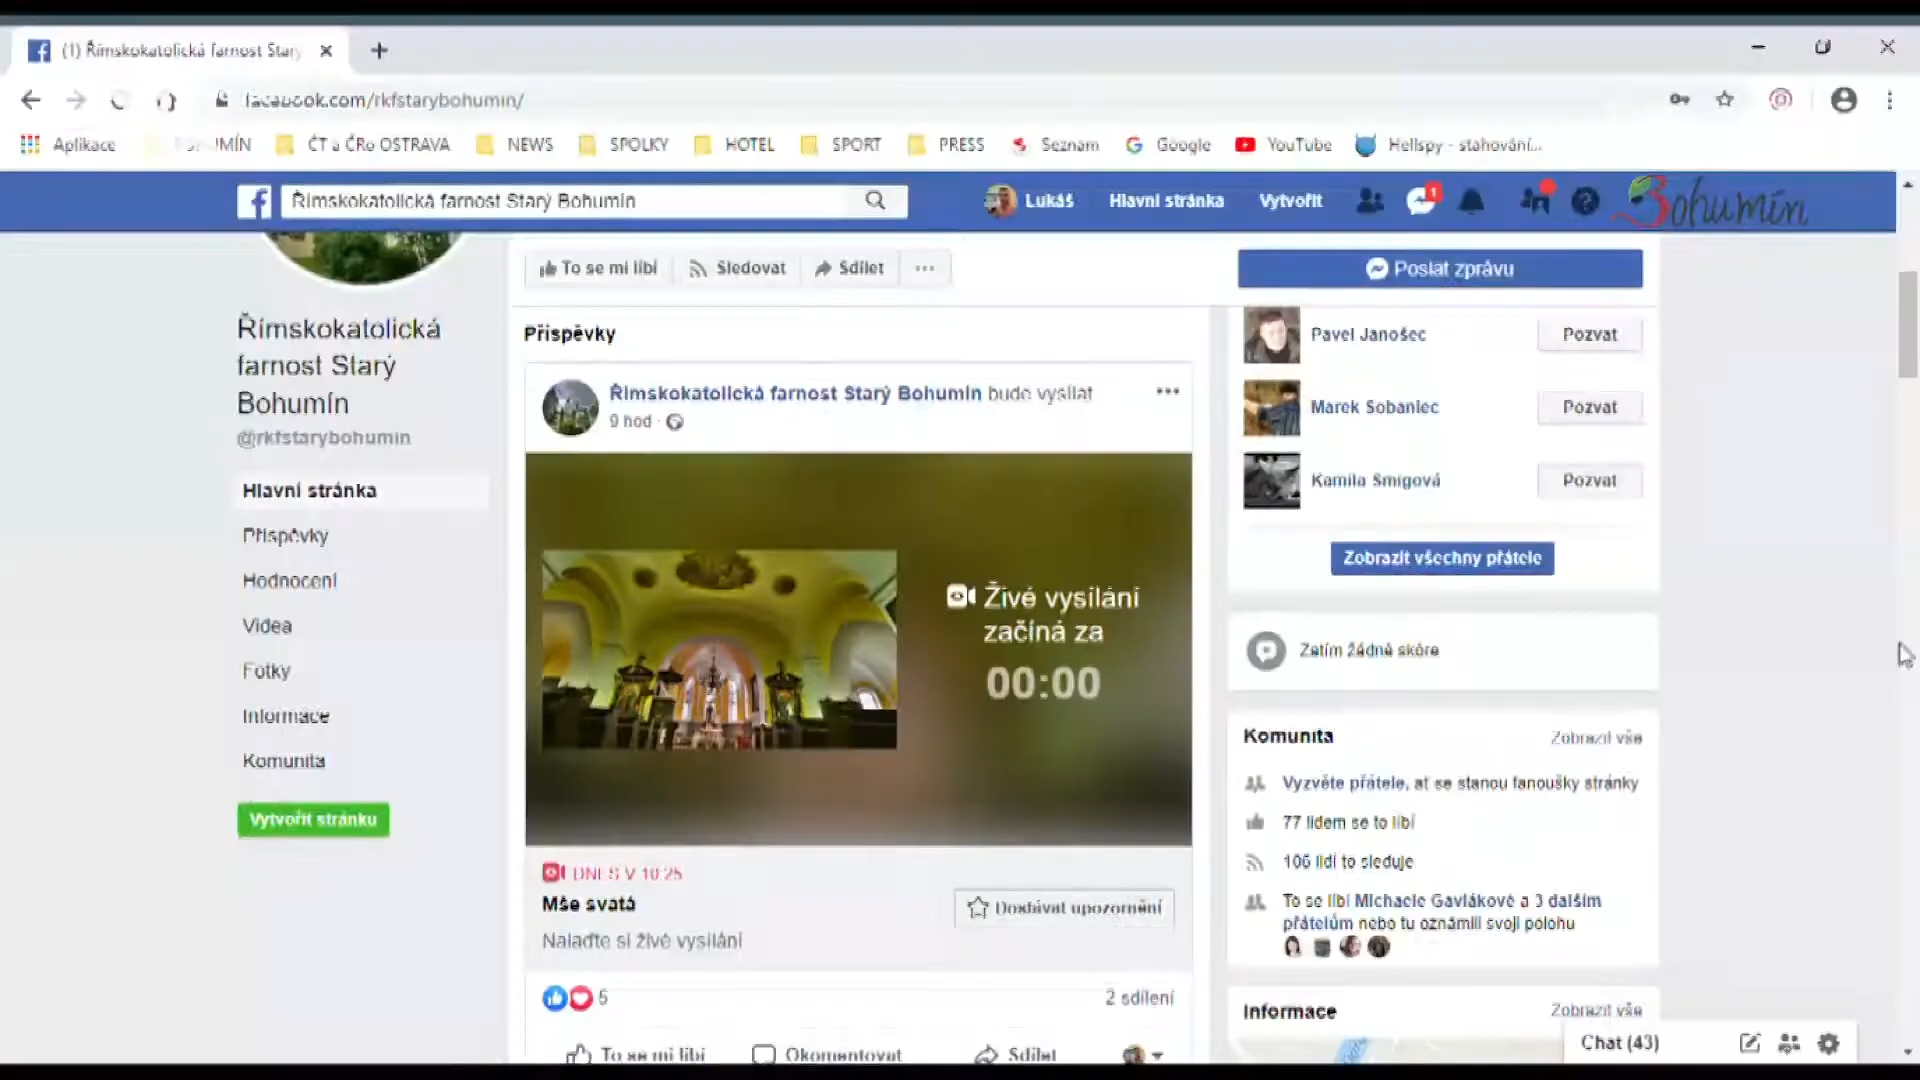 (1) Římskokatolická farnost Starý
facebook.com/rkfstarybohumin/
Aplikace
ČT a ČRo OSTRAVA
NEWS
SPOLKY
HOTEL
SPORT
PRESS
Seznam
Google
YouTube
Hellspy - stahování...
Římskokatolická farnost Starý Bohumín
Lukáš
Hlavní stránka
Vytvořit
1
Bohumín
To se mi líbí
Sledovat
Sdílet
Poslat zprávu
Římskokatolická
farnost Starý
Bohumín
@rkfstarybohumin
Hlavní stránka
Příspěvky
Hodnocení
Videa
Fotky
Informace
Komunita
Vytvořit stránku
Příspěvky
Římskokatolická farnost Starý Bohumín bude vysílat
9 hod ·
Živé vysílání
začíná za
00:00
DNES V 10:25
Mše svatá
Nalaďte si živé vysílání
Dostávat upozornění
5
2 sdílení
To se mi líbí
Okomentovat
Sdílet
Pavel Janošec
Pozvat
Marek Sobaniec
Pozvat
Kamila Smigová
Pozvat
Zobrazit všechny přátele
Zatím žádné skóre
Komunita
Zobrazit vše
Vyzvěte přátele, ať se stanou fanoušky stránky
77 lidem se to líbí
106 lidí to sleduje
To se líbí Michaele Gavlákové a 3 dalším
přátelům nebo tu oznámili svoji polohu
Informace
Zobrazit vše
Chat (43)